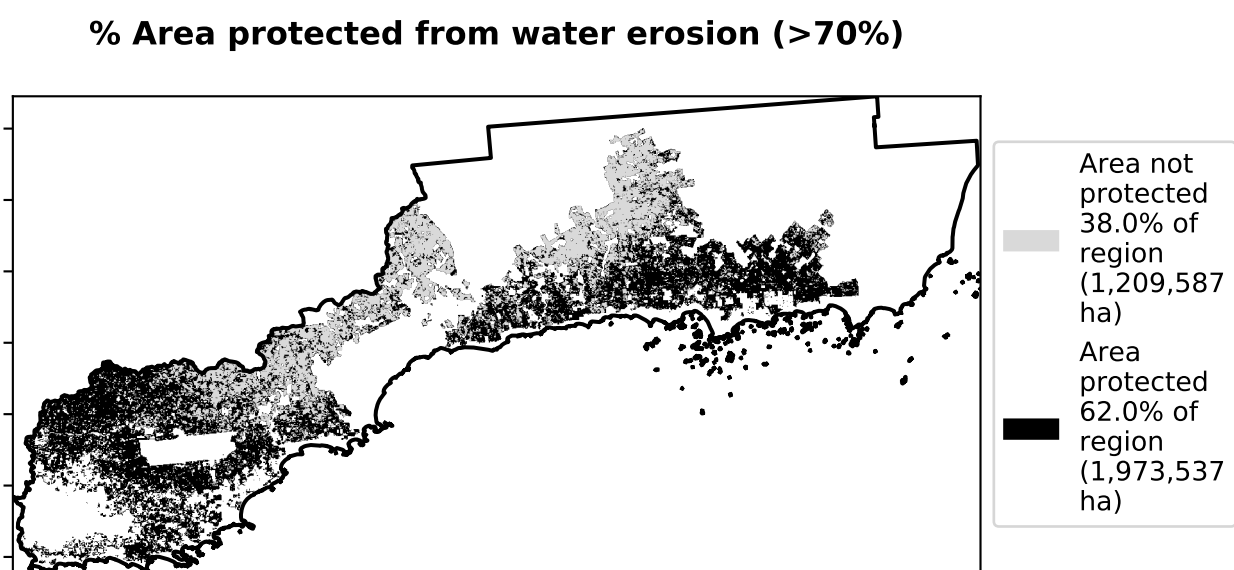 % Area protected from water erosion (>70%)
Area not
protected
38.0% of
region
(1,209,587
ha)
Area
protected
62.0% of
region
(1,973,537
ha)